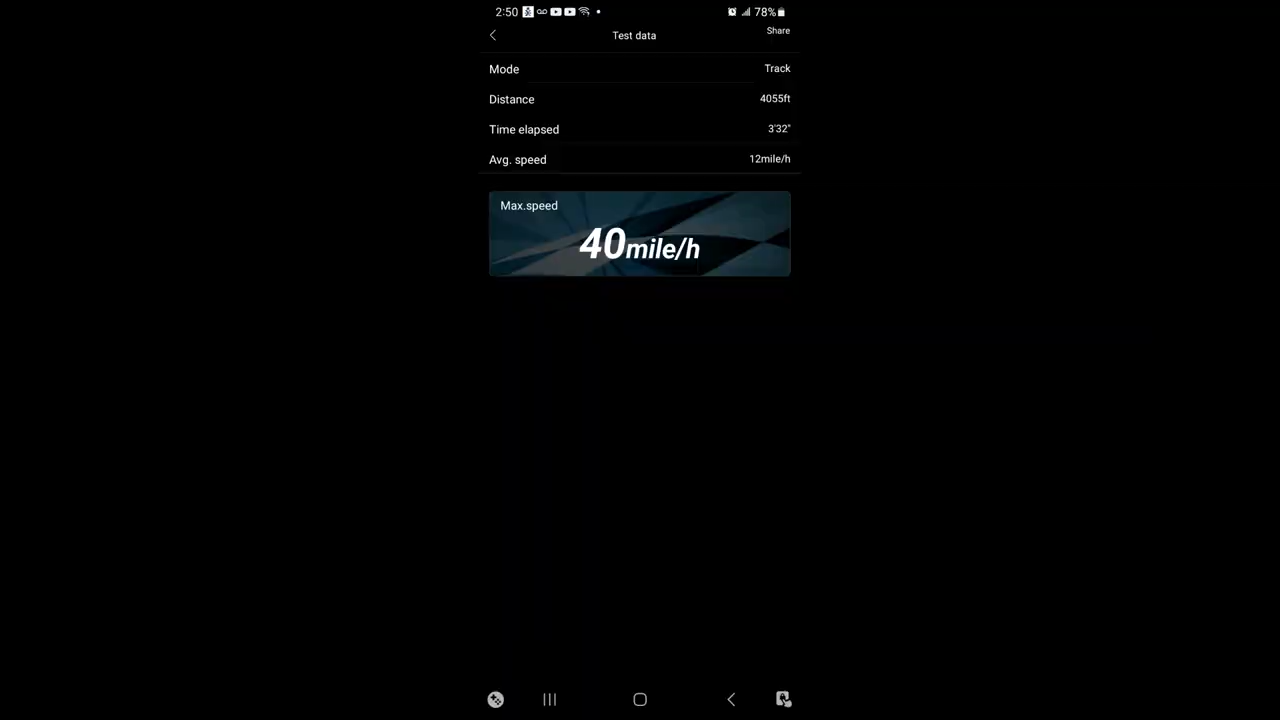 2:50 78%
Test data
Share
Mode Track
Distance 4055ft
Time elapsed 3'32"
Avg. speed 12mile/h
Max.speed
40mile/h